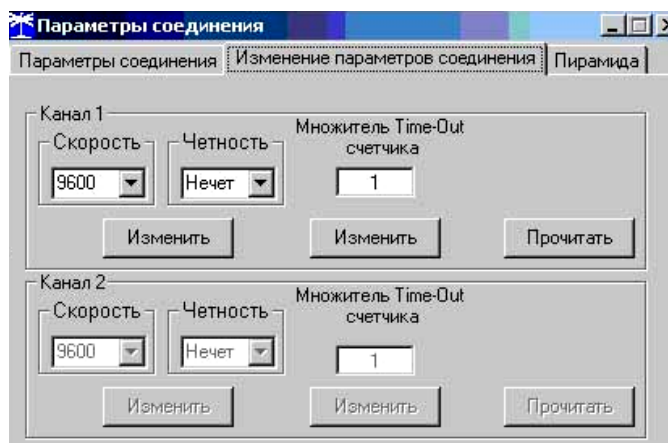 Параметры соединения
Параметры соединения Изменение параметров соединения Пирамида
Канал 1
Скорость Четность Множитель Time-Out счетчика
9600 Нечет 1
Изменить Изменить Прочитать
Канал 2
Скорость Четность Множитель Time-Out счетчика
9600 Нечет 1
Изменить Изменить Прочитать